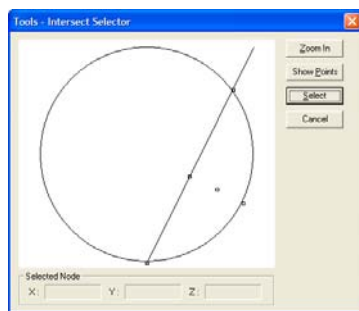 Tools - Intersect Selector
Zoom In
Show Points
Select
Cancel
Selected Node
X: Y: Z: